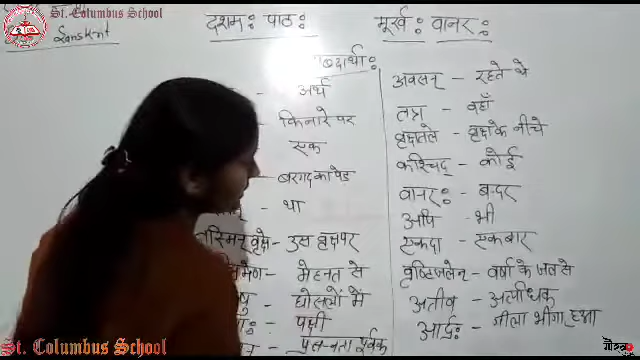 St. Columbus School
Sanskrit
दशम: पाठ: मूर्ख: वानर:
ब्दार्था:
- अर्थ
- किनारे पर
एक
- बरगद का पेड
- था
तस्मिन् वृक्षे - उस वृक्ष पर
- मेहनत से
- घोसलों में
- पक्षी
- प्रसन्नता पूर्वक
अवसन् - रहते थे
तत्र - वहाँ
वृक्षतले - वृक्ष के नीचे
कश्चिद् - कोई
वानर: - बन्दर
अपि - भी
एकदा - एकबार
वृष्टिजलेन - वर्षा के जल से
अतीव - अत्यधिक
आर्द्र: - गीला भीगा हुआ
St. Columbus School